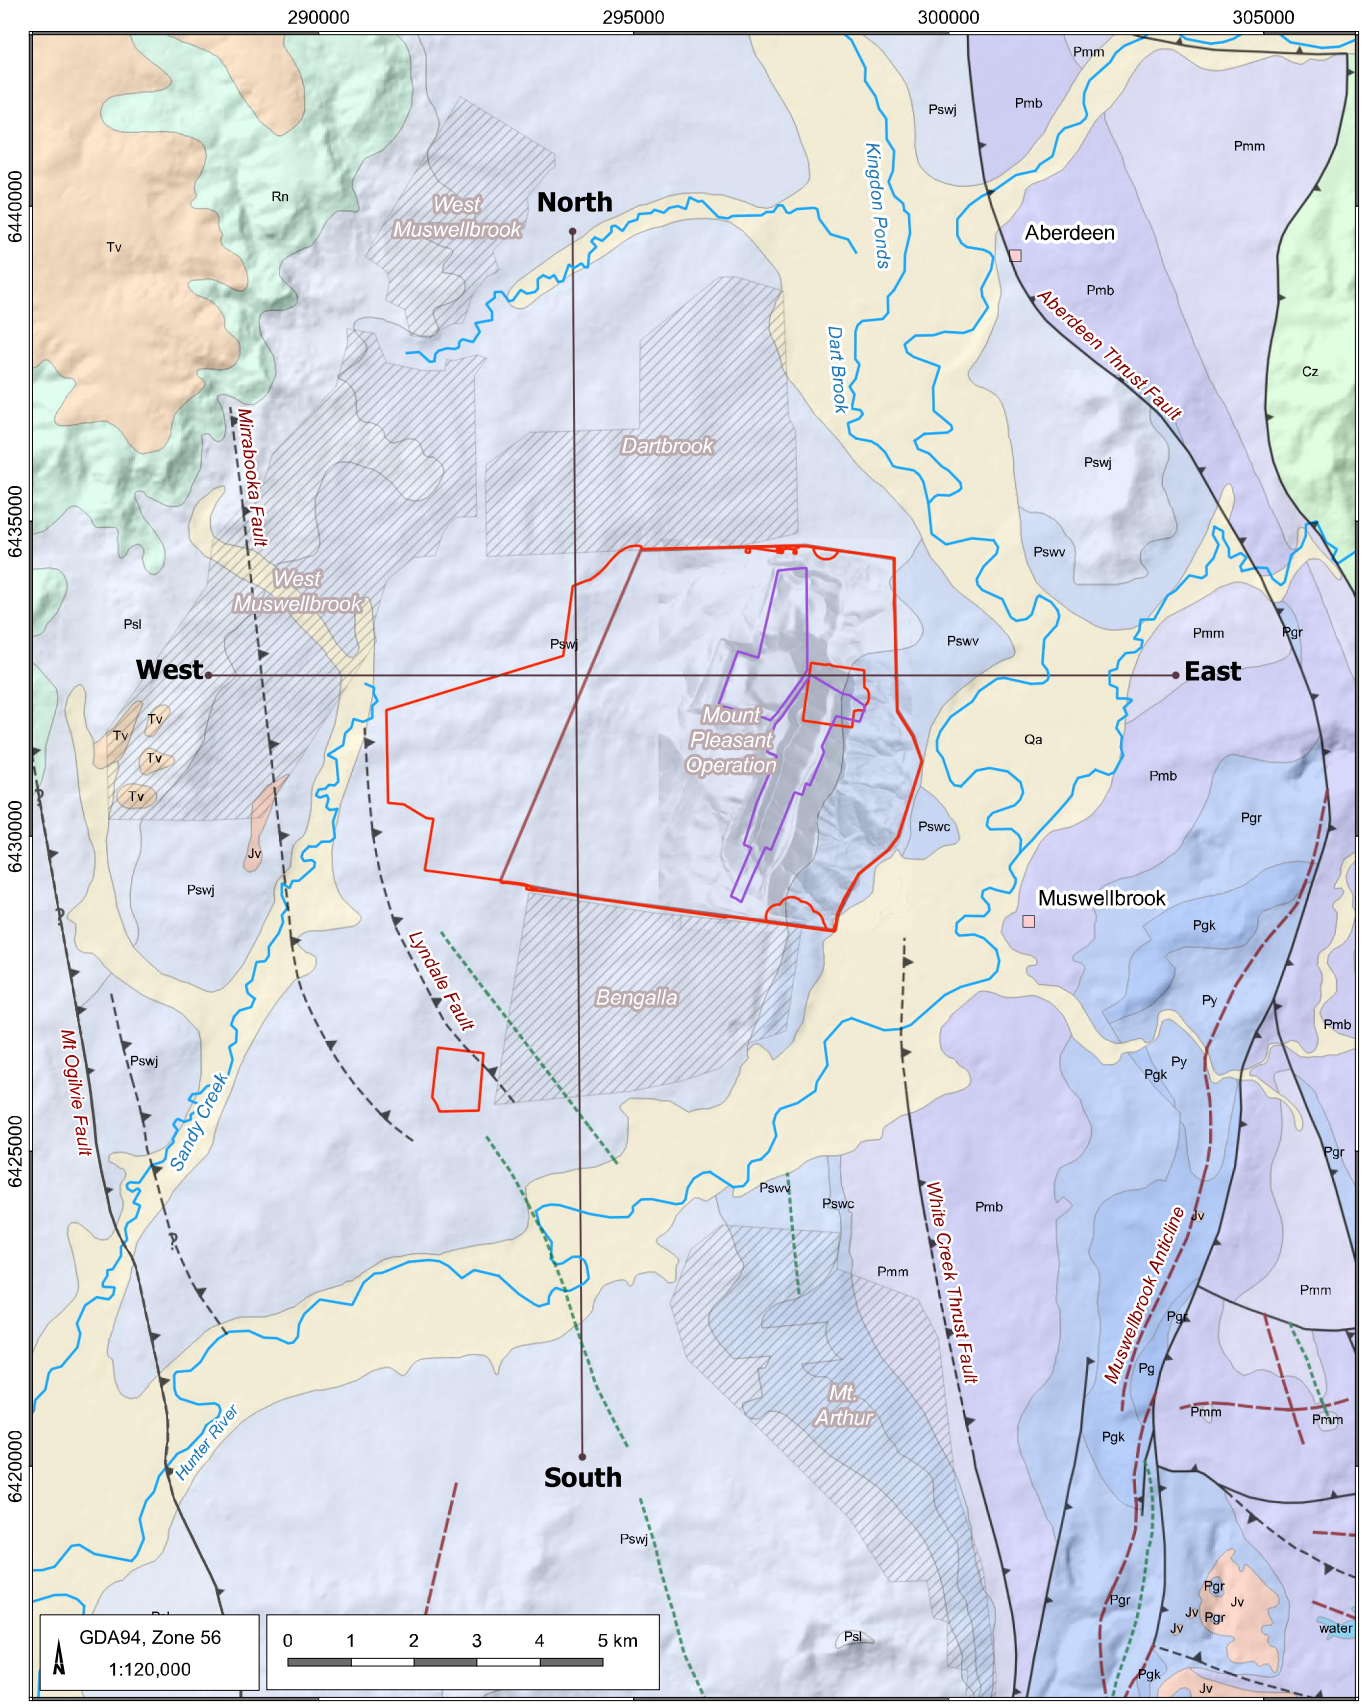 290000
295000
300000
305000
6440000
6435000
6430000
6425000
6420000
Pmm
Pswj
Pmb
Pmm
Kingdon Ponds
Rn
West
Muswellbrook
North
Tv
Aberdeen
Pmb
Aberdeen Thrust Fault
Dart Brook
Cz
Mirrabooka Fault
Dartbrook
Pswj
Pswv
West
Muswellbrook
Psl
Pswj
Pswv
Pmm
Pgr
West
East
Tv
Tv
Tv
Tv
Mount
Pleasant
Operation
Qa
Pmb
Pgr
Pswc
Jv
Pswj
Muswellbrook
Pgk
Lyndale Fault
Bengalla
Py
Pmb
Mt Ogilvie Fault
Pswj
Py
Pgk
Sandy Creek
Pgr
Pswv
Pswc
White Creek Thrust Fault
Pmb
Jv
Muswellbrook Anticline
?
?
?
Pmm
Pmm
Pgr
Pg
Mt.
Arthur
Pmm
Pmm
Hunter River
Pgk
South
Pswj
Pgr
Pgr
Jv
Jv
Pgr
Jv
water
Psl
Psl
Pgk
Jv
N
GDA94, Zone 56
1:120,000
0 1 2 3 4 5 km